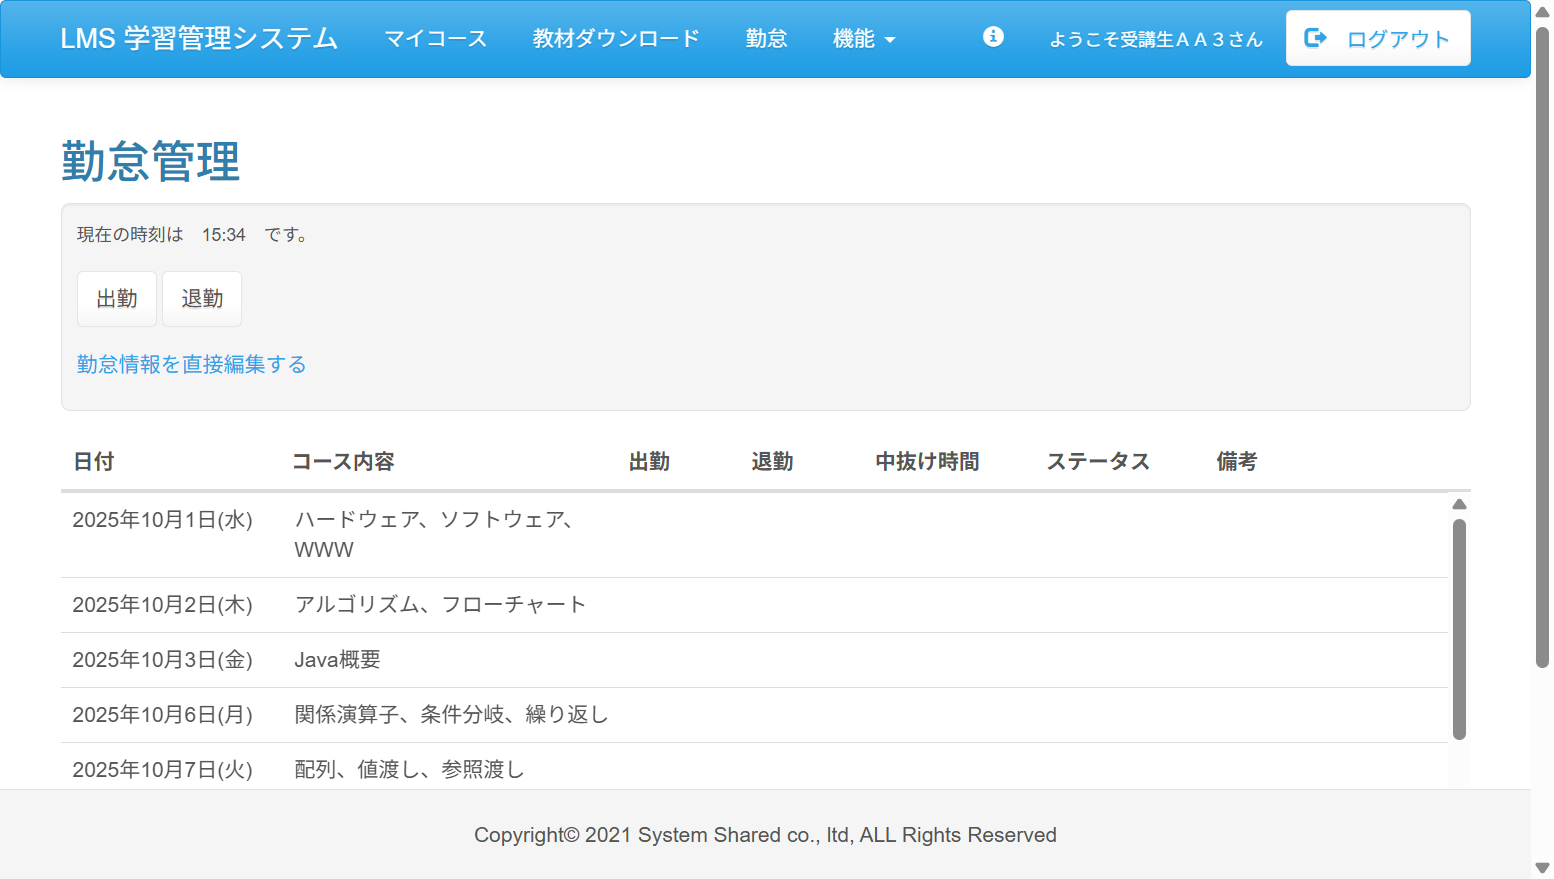 LMS 学習管理システム マイコース 教材ダウンロード 勤怠 機能 ようこそ受講生ＡＡ３さん ログアウト
勤怠管理
現在の時刻は 15:34 です。
出勤 退勤
勤怠情報を直接編集する
日付 コース内容 出勤 退勤 中抜け時間 ステータス 備考
2025年10月1日(水) ハードウェア、ソフトウェア、
WWW
2025年10月2日(木) アルゴリズム、フローチャート
2025年10月3日(金) Java概要
2025年10月6日(月) 関係演算子、条件分岐、繰り返し
2025年10月7日(火) 配列、値渡し、参照渡し
Copyright© 2021 System Shared co., ltd, ALL Rights Reserved